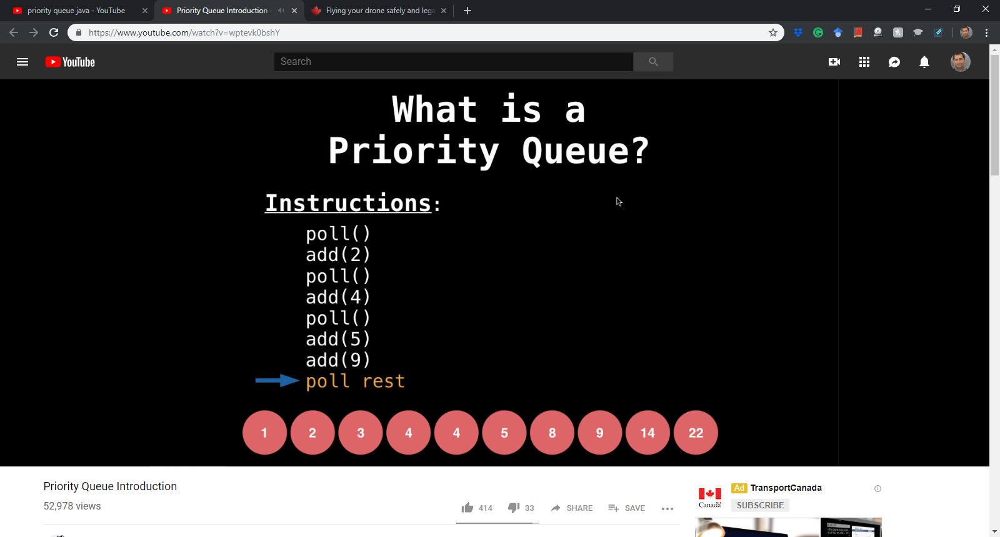 priority queue java - YouTube
Priority Queue Introduction -
Flying your drone safely and lega
https://www.youtube.com/watch?v=wptevk0bshY
YouTube
Search
What is a
Priority Queue?
Instructions:
poll()
add(2)
poll()
add(4)
poll()
add(5)
add(9)
poll rest
1 2 3 4 4 5 8 9 14 22
Priority Queue Introduction
52,978 views
414 33 SHARE SAVE
Ad TransportCanada
Canada
SUBSCRIBE